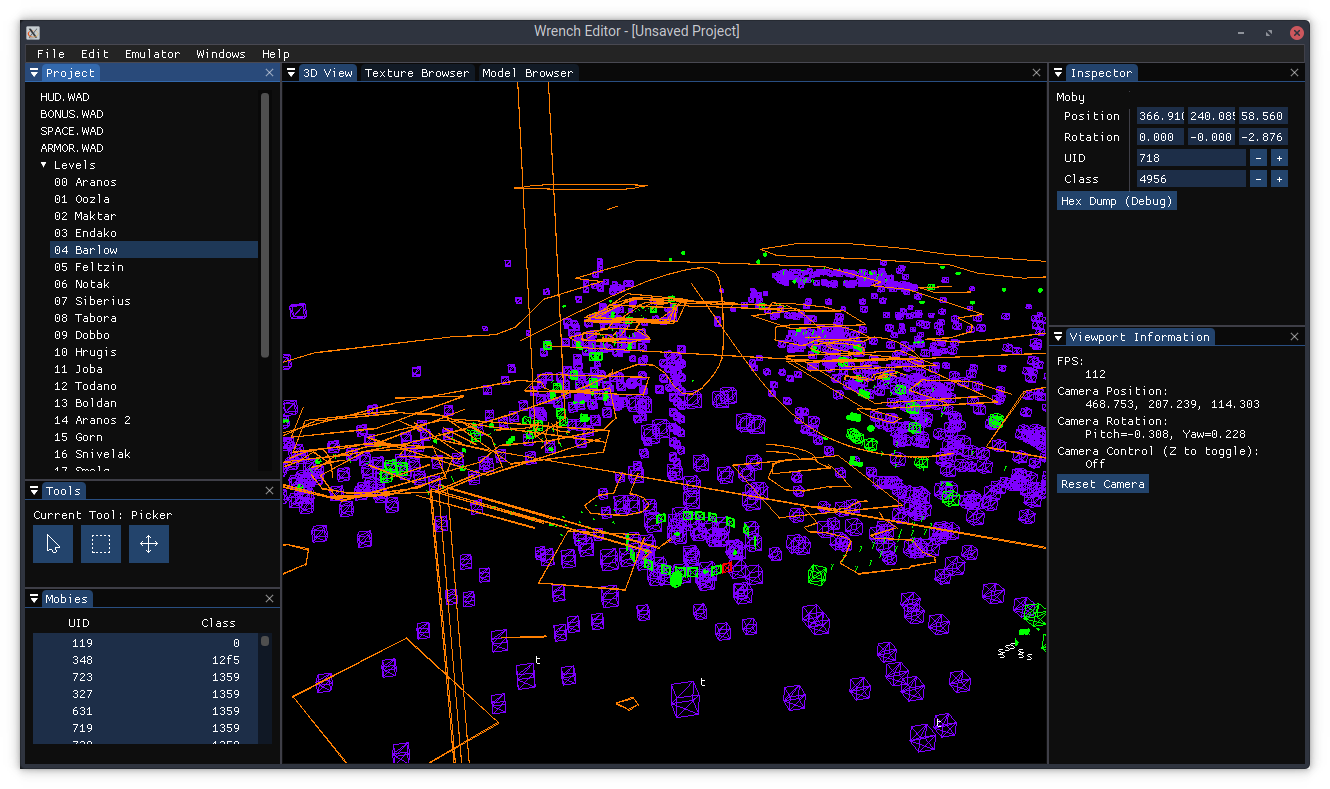 Wrench Editor - [Unsaved Project]
File Edit Emulator Windows Help
Project
HUD.WAD
BONUS.WAD
SPACE.WAD
ARMOR.WAD
Levels
00 Aranos
01 Oozla
02 Maktar
03 Endako
04 Barlow
05 Feltzin
06 Notak
07 Siberius
08 Tabora
09 Dobbo
10 Hrugis
11 Joba
12 Todano
13 Boldan
14 Aranos 2
15 Gorn
16 Snivelak
Tools
Current Tool: Picker
Mobies
UID Class
119 0
348 12f5
723 1359
327 1359
631 1359
719 1359
3D View Texture Browser Model Browser
t
t
t
s s s s s
Inspector
Moby
Position 366.910 240.085 58.560
Rotation 0.000 -0.000 -2.876
UID 718 - +
Class 4956 - +
Hex Dump (Debug)
Viewport Information
FPS:
112
Camera Position:
468.753, 207.239, 114.303
Camera Rotation:
Pitch=-0.308, Yaw=0.228
Camera Control (Z to toggle):
Off
Reset Camera